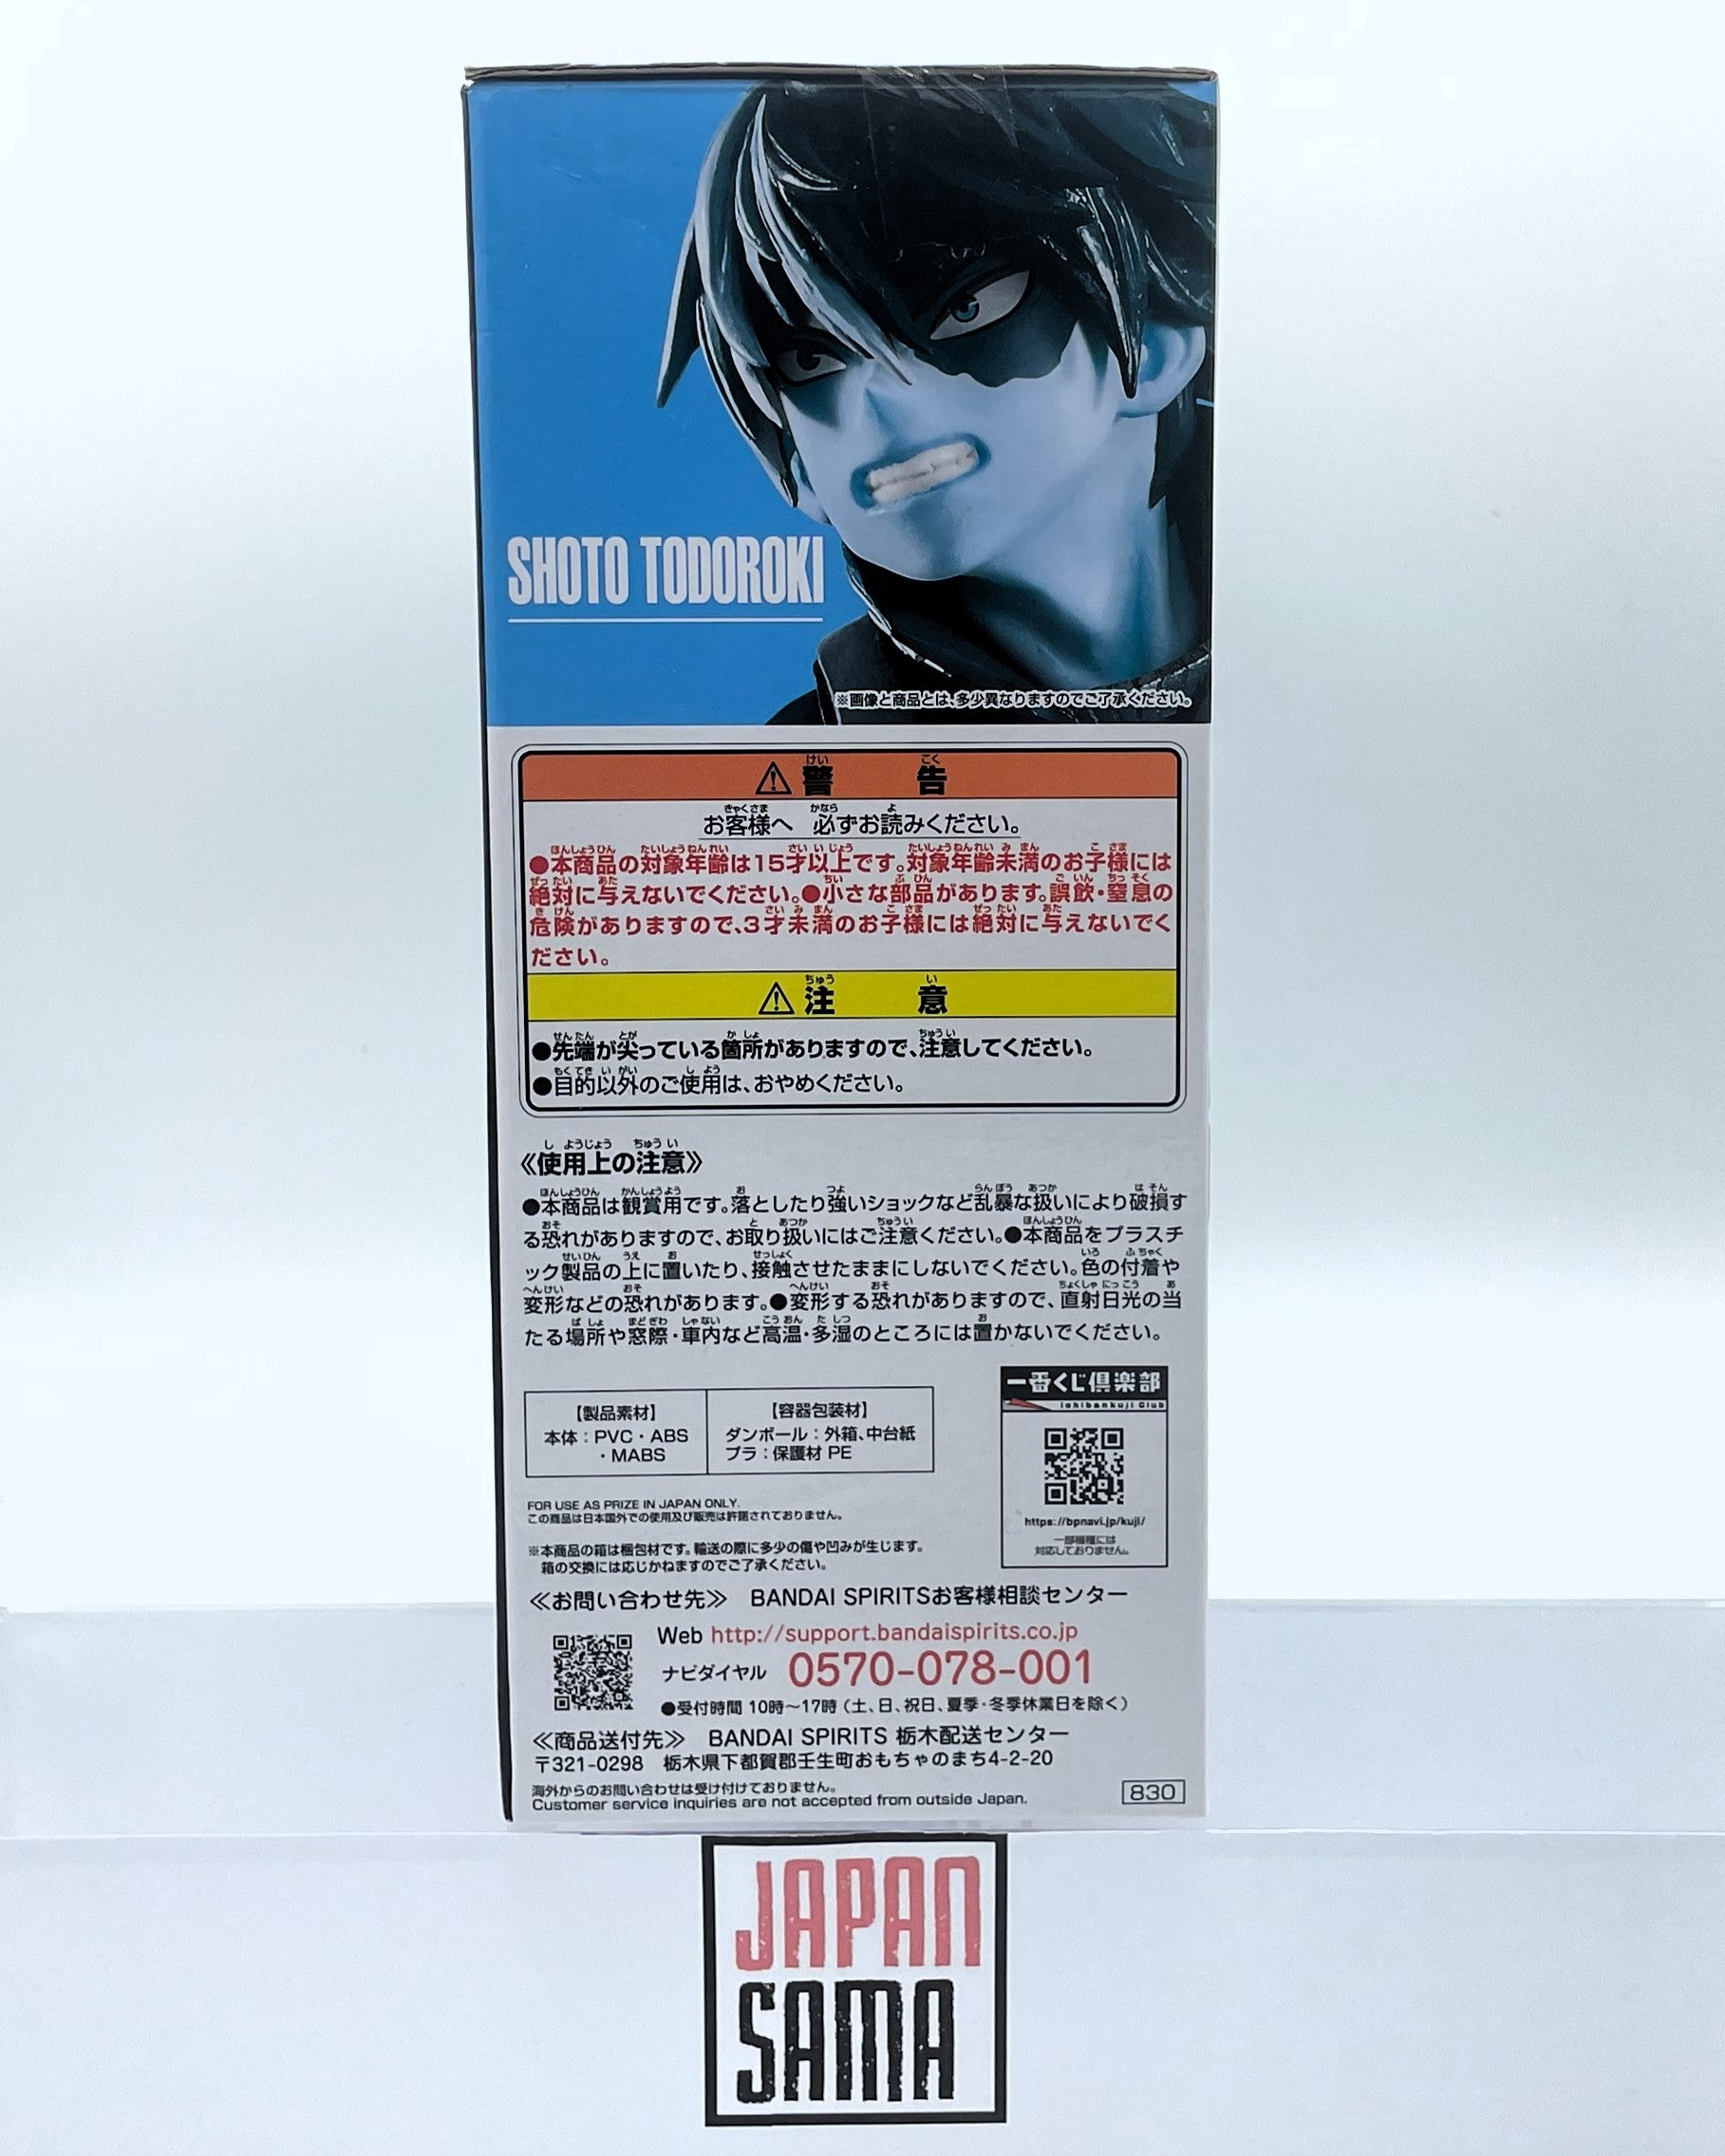 SHOTO TODOROKI
※画像と商品とは、多少異なりますのでご了承ください。
⚠警告
お客様へ 必ずお読みください。
●本商品の対象年齢は15才以上です。対象年齢未満のお子様には
絶対に与えないでください。●小さな部品があります。誤飲・窒息の
危険がありますので、3才未満のお子様には絶対に与えないでく
ださい。
⚠注意
●先端が尖っている箇所がありますので、注意してください。
●目的以外のご使用は、おやめください。
《使用上の注意》
●本商品は観賞用です。落としたり強いショックなど乱暴な扱いにより破損す
る恐れがありますので、お取り扱いにはご注意ください。●本商品をプラスチ
ック製品の上に置いたり、接触させたままにしないでください。色の付着や
変形などの恐れがあります。●変形する恐れがありますので、直射日光の当
たる場所や窓際・車内など高温・多湿のところには置かないでください。
【製品素材】
本体：PVC・ABS
・MABS
【容器包装材】
ダンボール：外箱、中台紙
プラ：保護材 PE
一番くじ倶楽部
ichibankuji Club
https://bpnavi.jp/kuji/
一部機種には
対応しておりません。
FOR USE AS PRIZE IN JAPAN ONLY.
この商品は日本国外での使用及び販売は許諾されておりません。
※本商品の箱は梱包材です。輸送の際に多少の傷や凹みが生じます。
箱の交換には応じかねますのでご了承ください。
≪お問い合わせ先≫ BANDAI SPIRITSお客様相談センター
Web http://support.bandaispirits.co.jp
ナビダイヤル 0570-078-001
●受付時間 10時〜17時（土、日、祝日、夏季・冬季休業日を除く）
≪商品送付先≫ BANDAI SPIRITS 栃木配送センター
〒321-0298 栃木県下都賀郡壬生町おもちゃのまち4-2-20
海外からのお問い合わせは受け付けておりません。
Customer service inquiries are not accepted from outside Japan.
830
JAPAN
SAMA